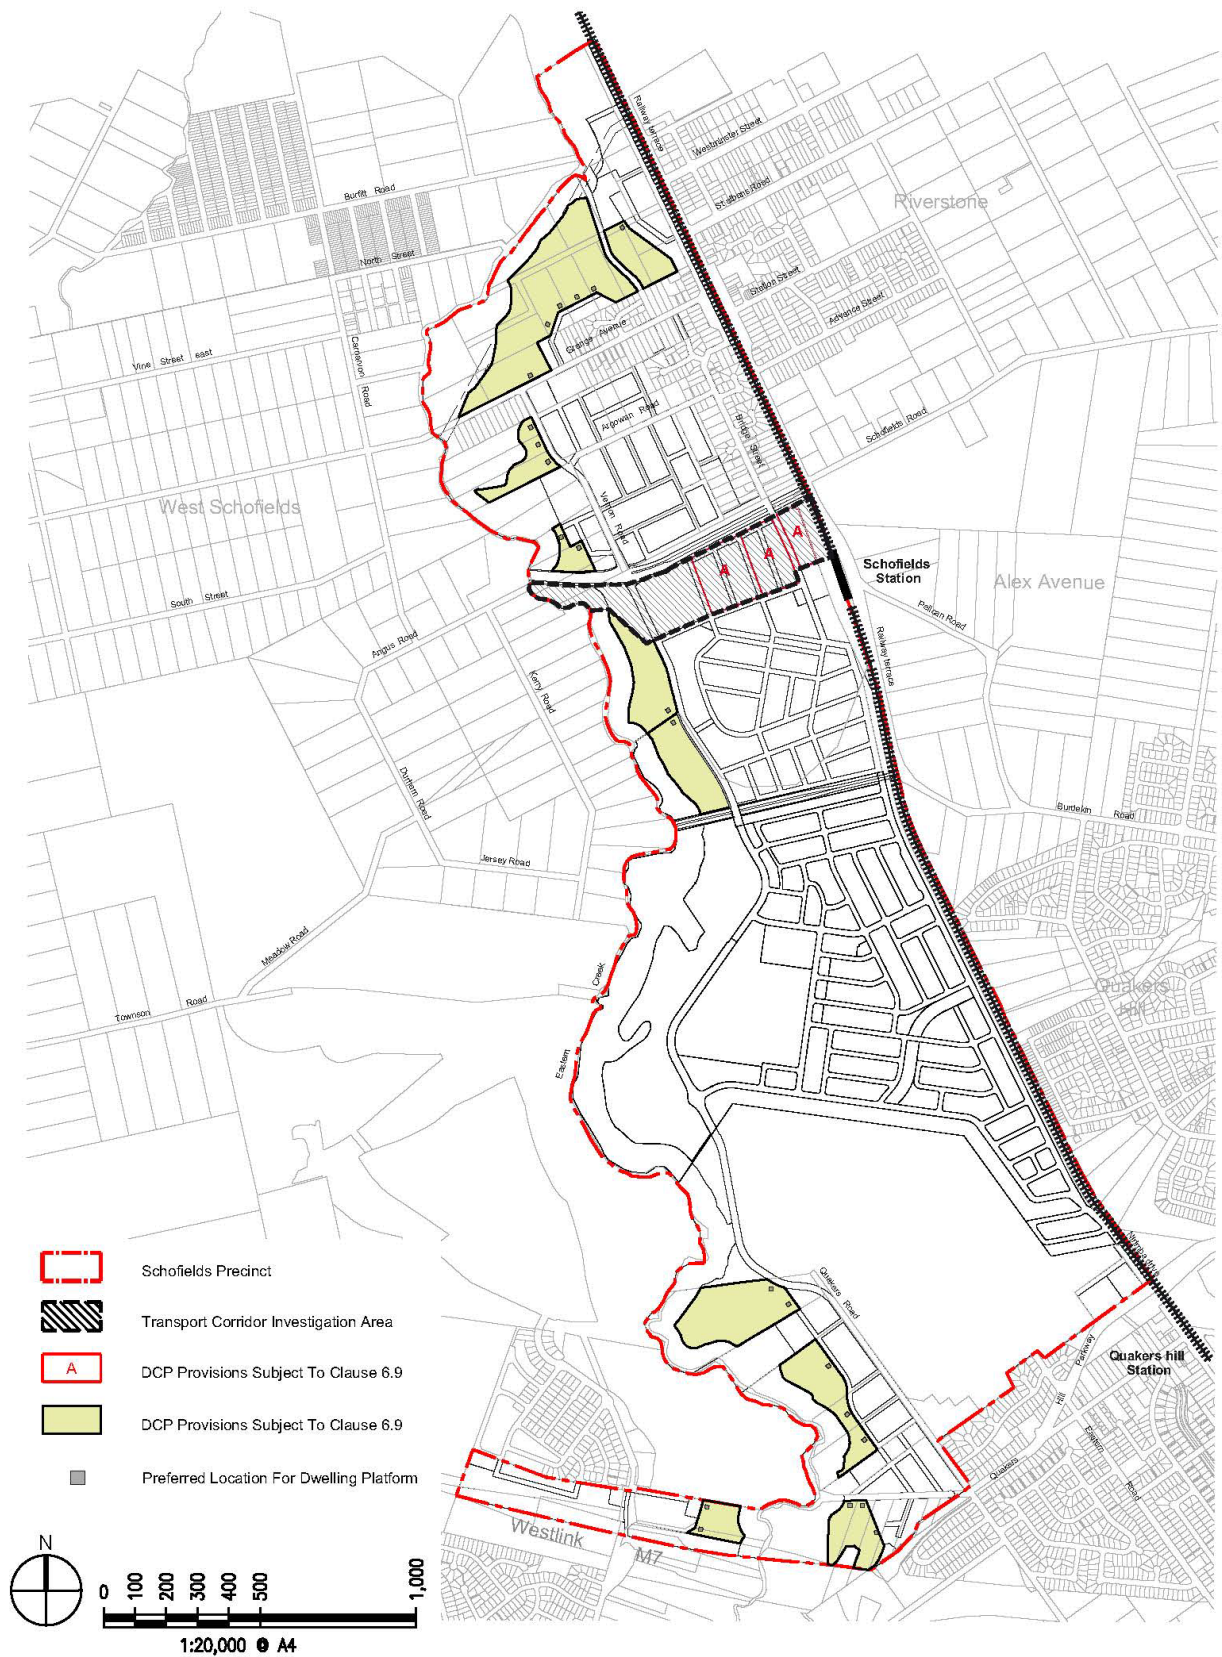 Railway terrace
Westminster Street
St albans Road
Riverstone
Burfitt Road
North Street
Station Street
Advance Street
Grange Avenue
Vine Street east
Carnarvon Road
Argowan Road
Bridge Street
Schofields Road
West Schofields
Vernon Road
A
A
A
Schofields
Station
Alex Avenue
South Street
Pelican Road
Angus Road
Railway terrace
Kerry Road
Durham Road
Burdekin Road
Jersey Road
Meadow Road
Creek
Quakers
hill
Townson Road
Eastern
Schofields Precinct
Quakers Road
Transport Corridor Investigation Area
Parkway
Quakers hill
Station
A
DCP Provisions Subject To Clause 6.9
Hill
DCP Provisions Subject To Clause 6.9
Eastern
Quakers
Road
Preferred Location For Dwelling Platform
Westlink
M7
N
0 100 200 300 400 500 1,000
1:20,000 @ A4